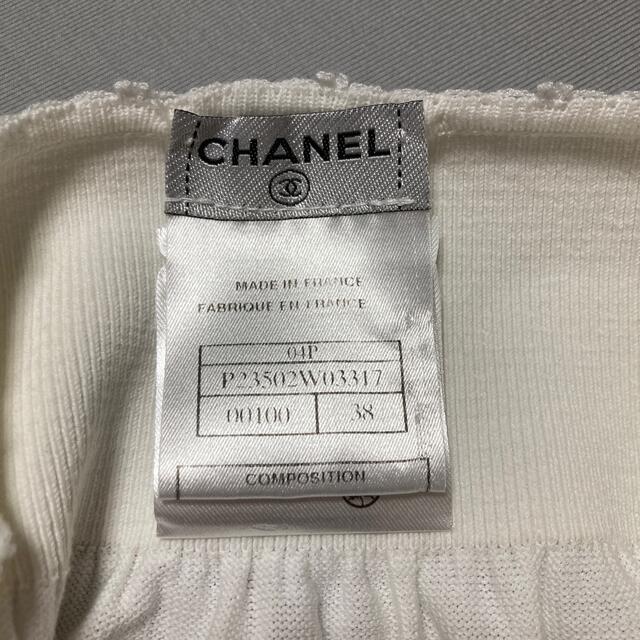 CHANEL
MADE IN FRANCE
FABRIQUE EN FRANCE
04P
P23502W03317
00100 38
COMPOSITION